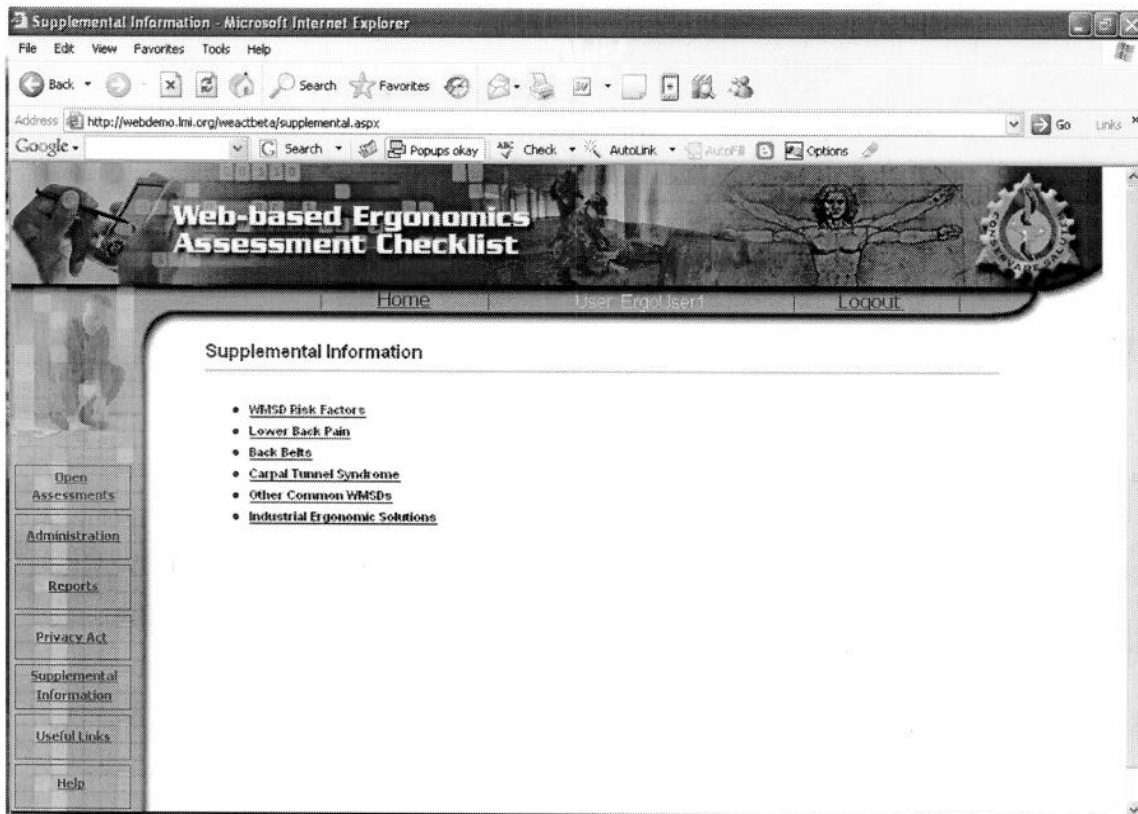 Supplemental Information - Microsoft Internet Explorer
File Edit View Favorites Tools Help
Back Search Favorites
Address http://webdemo.lmi.org/weactbeta/supplemental.aspx Go Links
Google Search Popups okay ABC Check AutoLink AutoFill Options
Web-based Ergonomics
Assessment Checklist
Home User ErgoUser1 Logout
Supplemental Information
WMSD Risk Factors
Lower Back Pain
Back Belts
Carpal Tunnel Syndrome
Other Common WMSDs
Industrial Ergonomic Solutions
Open
Assessments
Administration
Reports
Privacy Act
Supplemental
Information
Useful Links
Help